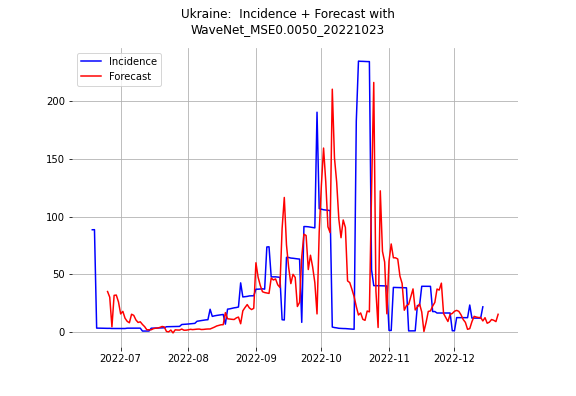 Ukraine:  Incidence + Forecast with
WaveNet_MSE0.0050_20221023
Incidence
Forecast
200
150
100
50
0
2022-07 2022-08 2022-09 2022-10 2022-11 2022-12